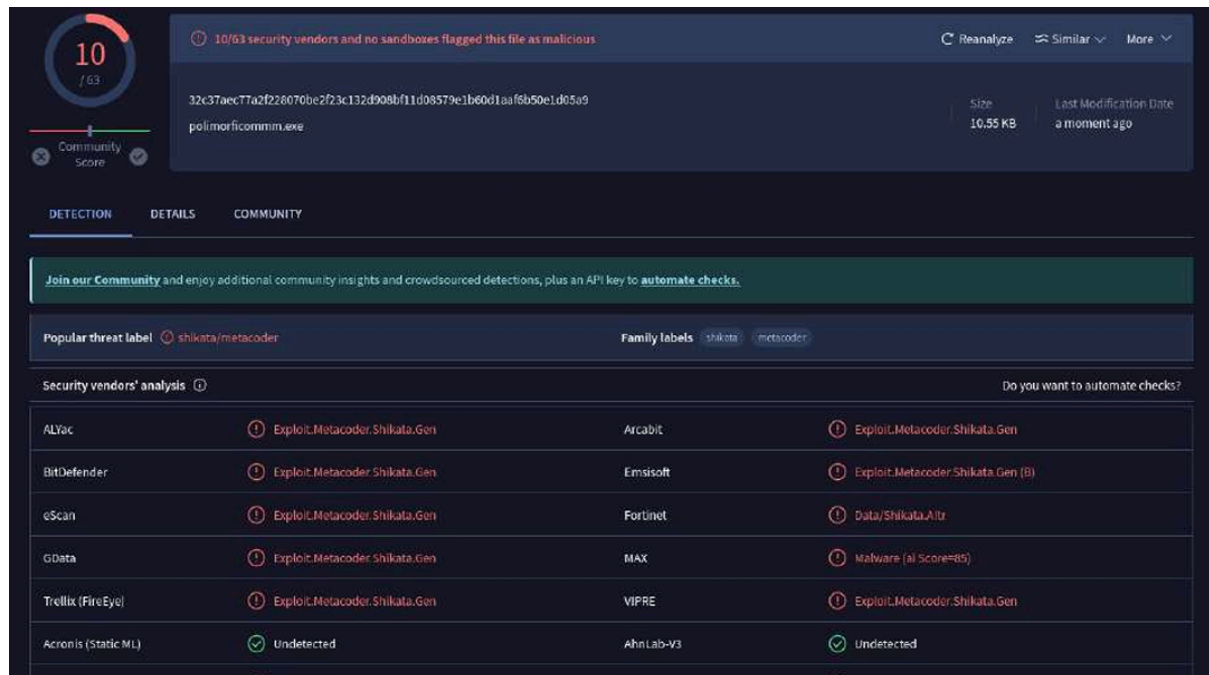 10
/ 63
Community
Score
10/63 security vendors and no sandboxes flagged this file as malicious
Reanalyze
Similar
More
32c37aec77a2f228070be2f23c132d908bf11d08579e1b60d1aaf6b50e1d05a9
polimorficommm.exe
Size
10.55 KB
Last Modification Date
a moment ago
DETECTION
DETAILS
COMMUNITY
Join our Community and enjoy additional community insights and crowdsourced detections, plus an API key to automate checks.
Popular threat label shikata/metacoder
Family labels shikata metacoder
Security vendors' analysis
Do you want to automate checks?
ALYac Exploit.Metacoder.Shikata.Gen Arcabit Exploit.Metacoder.Shikata.Gen
BitDefender Exploit.Metacoder.Shikata.Gen Emsisoft Exploit.Metacoder.Shikata.Gen (B)
eScan Exploit.Metacoder.Shikata.Gen Fortinet Data/Shikata.A!tr
GData Exploit.Metacoder.Shikata.Gen MAX Malware (ai Score=85)
Trellix (FireEye) Exploit.Metacoder.Shikata.Gen VIPRE Exploit.Metacoder.Shikata.Gen
Acronis (Static ML) Undetected AhnLab-V3 Undetected